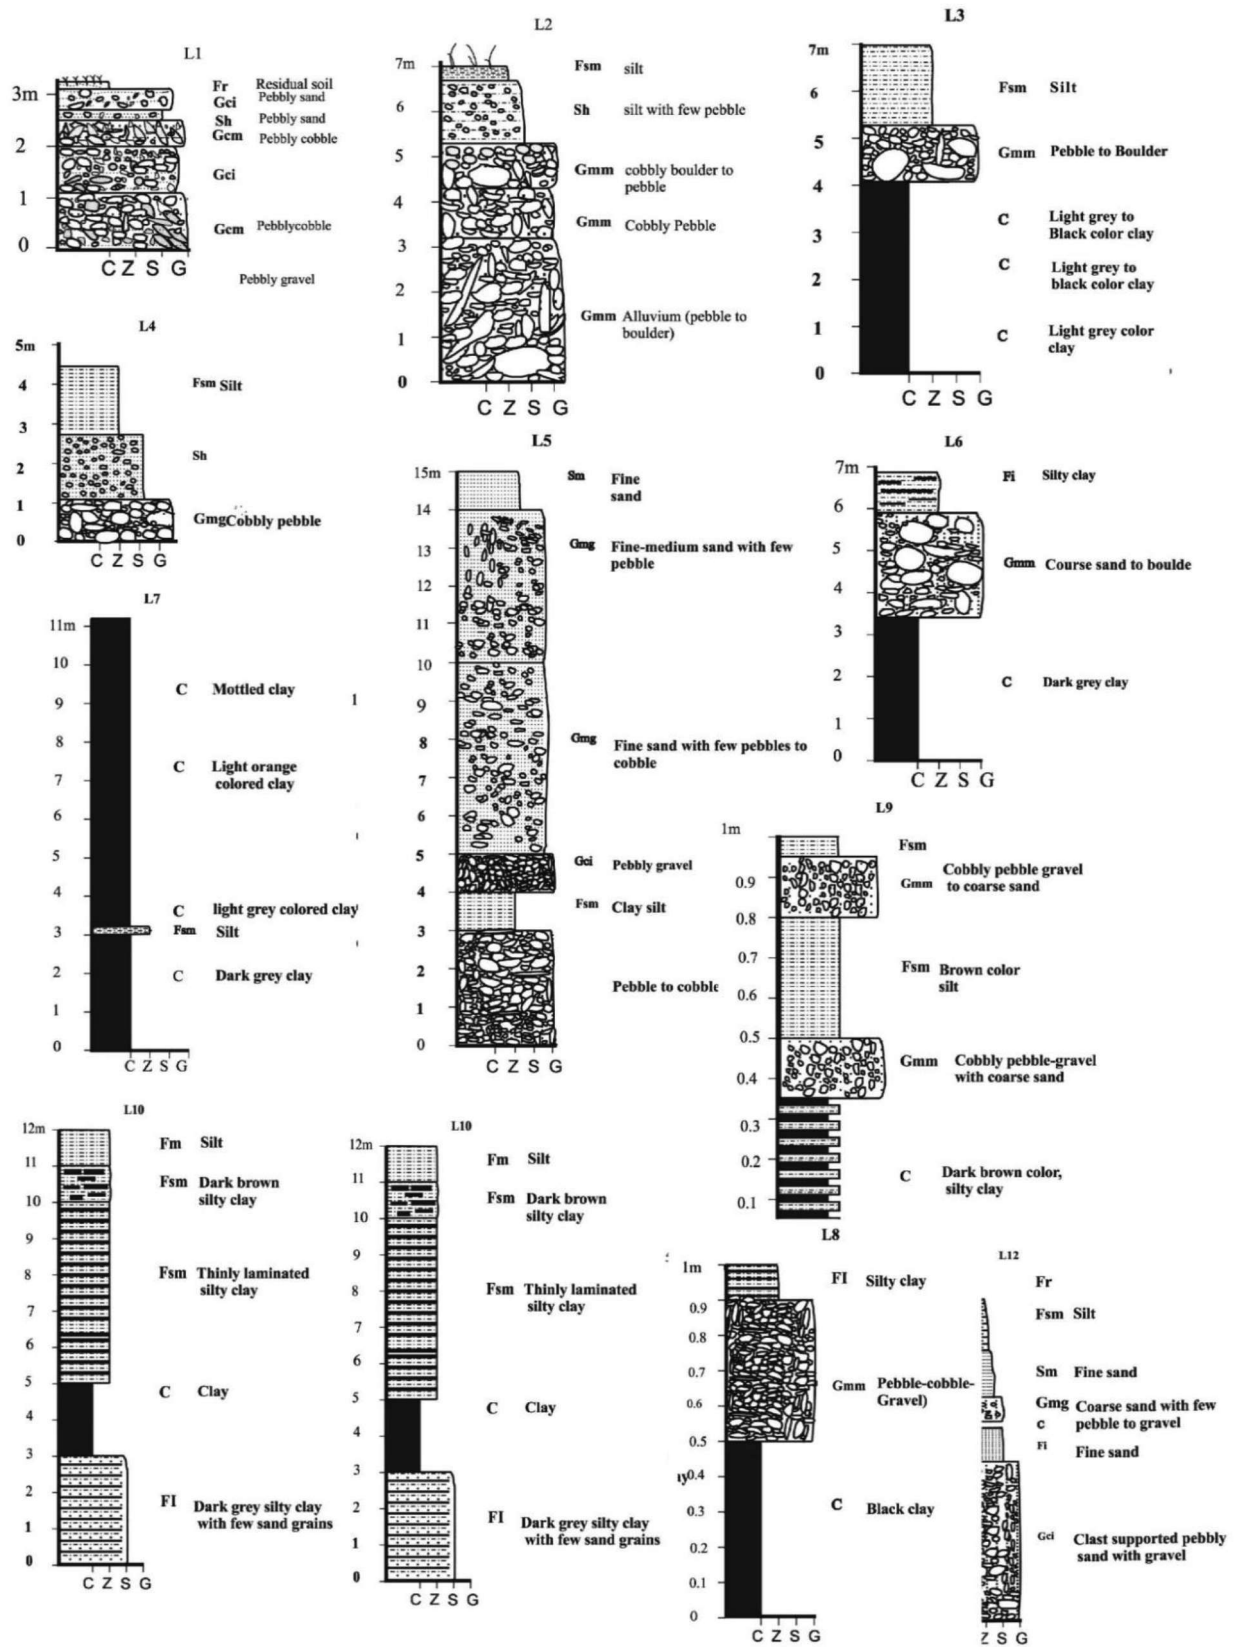 L1
3m
2
1
0
Fr Residual soil
Gci Pebbly sand
Sh Pebbly sand
Gcm Pebbly cobble
Gci
Gcm Pebblycobble
C Z S G
Pebbly gravel
L2
7m
6
5
4
3
2
1
0
Fsm silt
Sh silt with few pebble
Gmm cobbly boulder to
pebble
Gmm Cobbly Pebble
Gmm Alluvium (pebble to
boulder)
C Z S G
L3
7m
6
5
4
3
2
1
0
Fsm Silt
Gmm Pebble to Boulder
C Light grey to
Black color clay
C Light grey to
black color clay
C Light grey color
clay
C Z S G
L4
5m
4
3
2
1
0
Fsm Silt
Sh
Gmg Cobbly pebble
C Z S G
L5
15m
14
13
12
11
10
9
8
7
6
5
4
3
2
1
0
Sm Fine
sand
Gmg Fine-medium sand with few
pebble
Gmg Fine sand with few pebbles to
cobble
Gci Pebbly gravel
Fsm Clay silt
Pebble to cobble
C Z S G
L6
7m
6
5
4
3
2
1
0
Fi Silty clay
Gmm Course sand to boulde
C Dark grey clay
C Z S G
L7
11m
10
9
8
7
6
5
4
3
2
1
0
C Mottled clay
C Light orange
colored clay
C light grey colored clay
Fsm Silt
C Dark grey clay
C Z S G
1
L9
1m
0.9
0.8
0.7
0.6
0.5
0.4
0.3
0.2
0.1
Fsm
Gmm Cobbly pebble gravel
to coarse sand
Fsm Brown color
silt
Gmm Cobbly pebble-gravel
with coarse sand
C Dark brown color,
silty clay
L10
12m
11
10
9
8
7
6
5
4
3
2
1
0
Fm Silt
Fsm Dark brown
silty clay
Fsm Thinly laminated
silty clay
C Clay
FI Dark grey silty clay
with few sand grains
C Z S G
L10
12m
11
10
9
8
7
6
5
4
3
2
1
0
Fm Silt
Fsm Dark brown
silty clay
Fsm Thinly laminated
silty clay
C Clay
FI Dark grey silty clay
with few sand grains
C Z S G
L8
1m
0.9
0.8
0.7
0.6
0.5
0.4
0.3
0.2
0.1
0
FI Silty clay
Gmm Pebble-cobble-
Gravel)
C Black clay
C Z S G
L12
Fr
Fsm Silt
Sm Fine sand
Gmg Coarse sand with few
C pebble to gravel
Fi Fine sand
Gci Clast supported pebbly
sand with gravel
Z S G